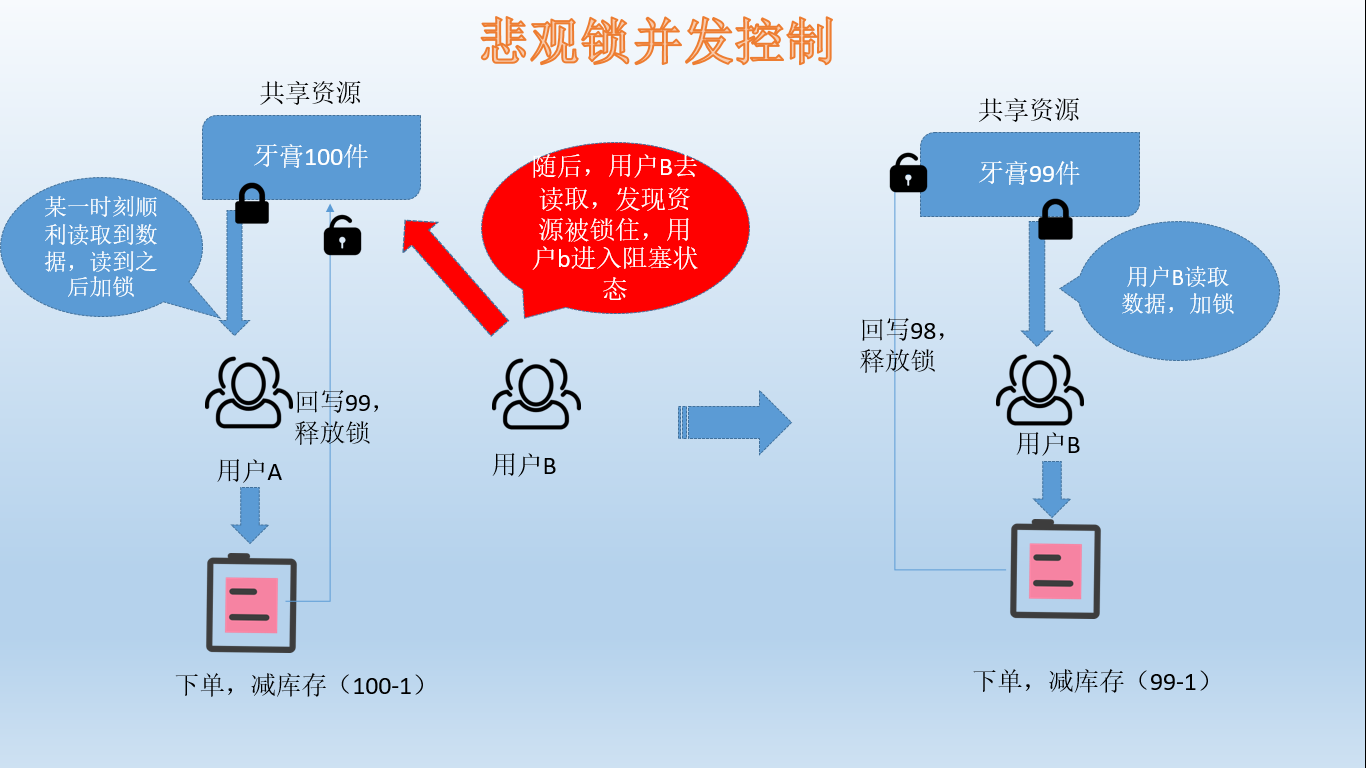 悲观锁并发控制
共享资源
牙膏100件
某一时刻顺
利读取到数
据，读到之
后加锁
随后，用户B去
读取，发现资
源被锁住，用
户b进入阻塞状
态
回写99，
释放锁
用户A
用户B
下单，减库存（100-1）
共享资源
牙膏99件
用户B读取
数据，加锁
回写98，
释放锁
用户B
下单，减库存（99-1）